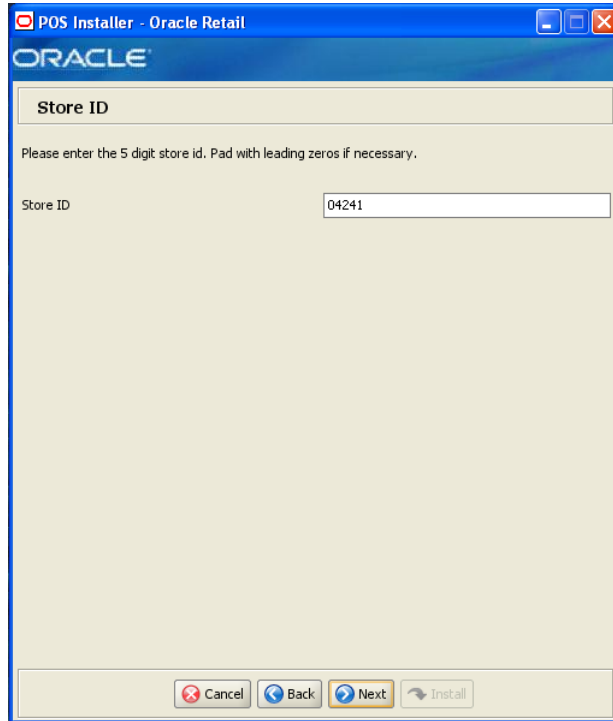 POS Installer - Oracle Retail
ORACLE
Store ID
Please enter the 5 digit store id. Pad with leading zeros if necessary.
Store ID 04241
Cancel Back Next Install